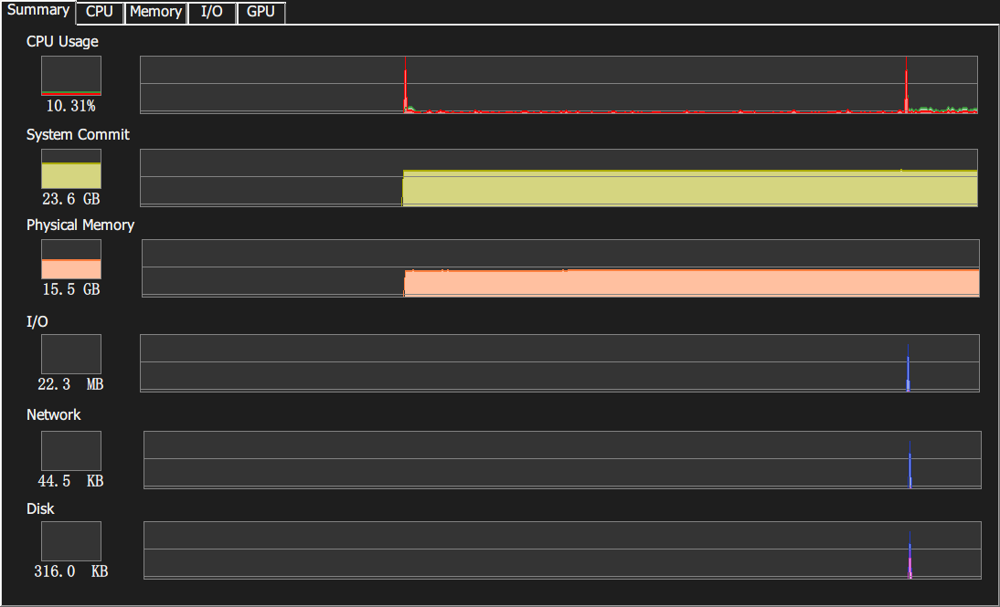 Summary CPU Memory I/O GPU
CPU Usage
10.31%
System Commit
23.6 GB
Physical Memory
15.5 GB
I/O
22.3 MB
Network
44.5 KB
Disk
316.0 KB